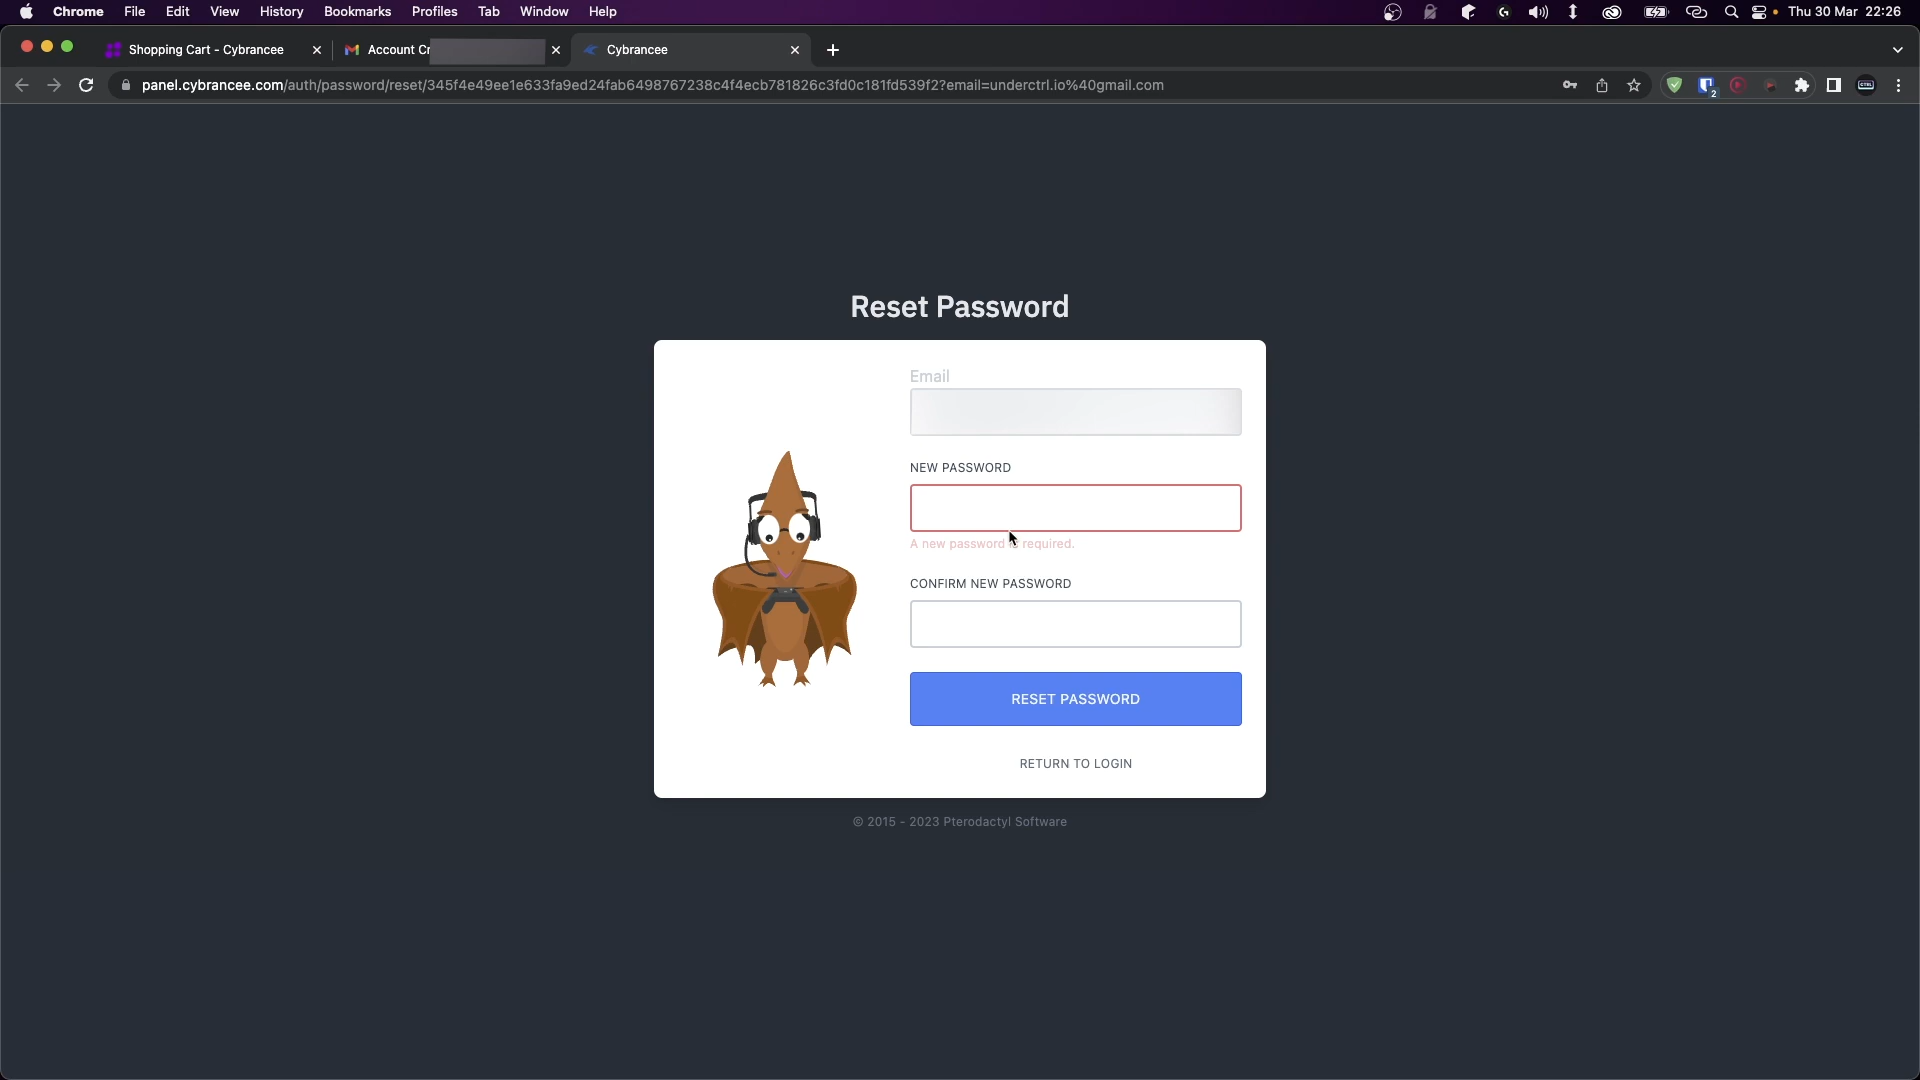 Chrome File Edit View History Bookmarks Profiles Tab Window Help Thu 30 Mar 22:26
Shopping Cart - Cybrancee Account Cr Cybrancee
panel.cybrancee.com/auth/password/reset/345f4e49ee1e633fa9ed24fab6498767238c4f4ecb781826c3fd0c181fd539f2?email=underctrl.io%40gmail.com
2
CTRL
Reset Password
Email
NEW PASSWORD
A new password is required.
CONFIRM NEW PASSWORD
RESET PASSWORD
RETURN TO LOGIN
© 2015 - 2023 Pterodactyl Software